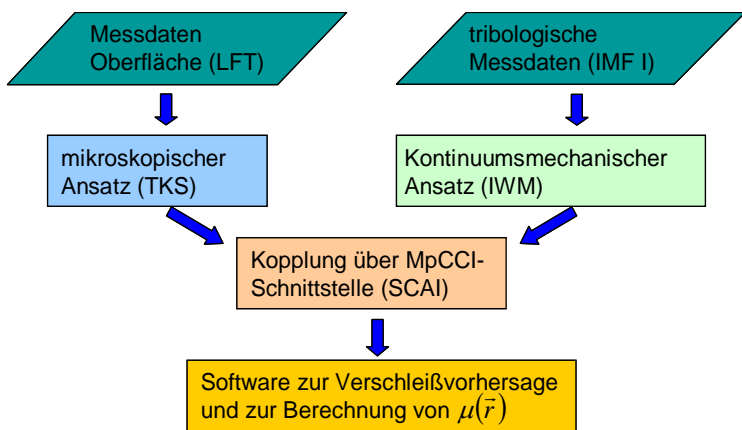 Messdaten
Oberfläche (LFT)
tribologische
Messdaten (IMF I)
mikroskopischer
Ansatz (TKS)
Kontinuumsmechanischer
Ansatz (IWM)
Kopplung über MpCCI-
Schnittstelle (SCAI)
Software zur Verschleißvorhersage
und zur Berechnung von μ(r⃗)